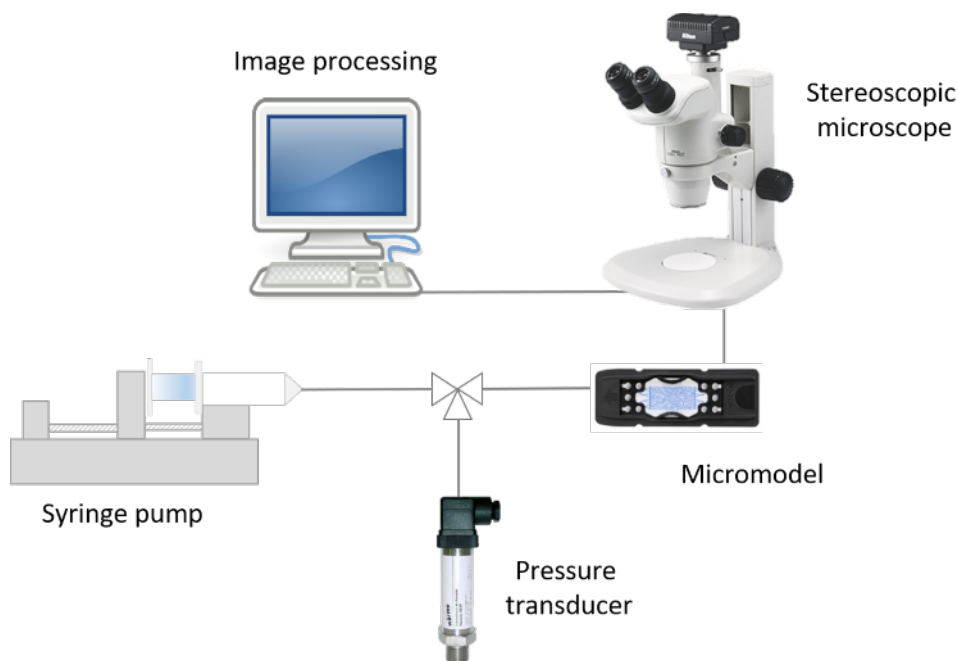 Image processing
Stereoscopic
microscope
Micromodel
Syringe pump
Pressure
transducer